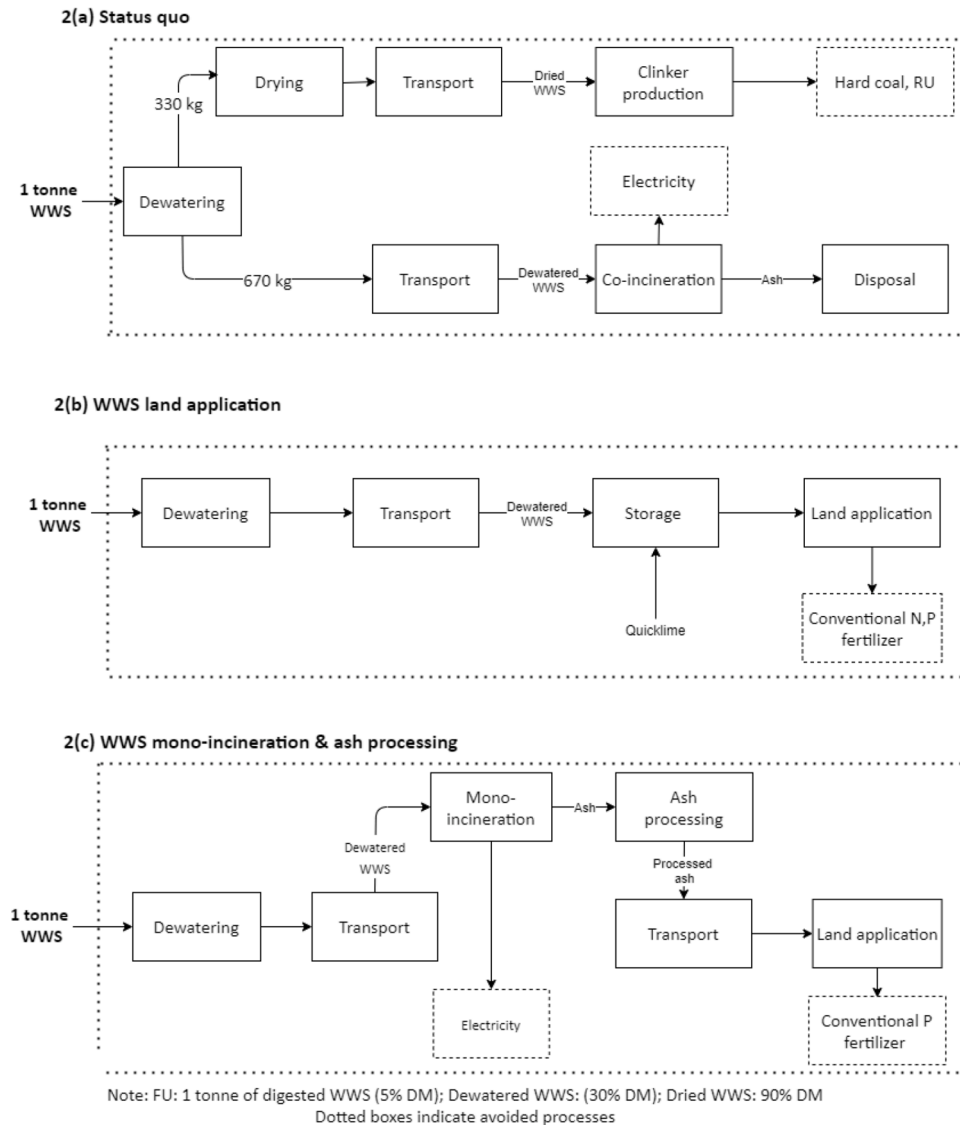 2(a) Status quo
Drying
Transport
Dried
WWS
Clinker
production
Hard coal, RU
330 kg
1 tonne
WWS
Dewatering
Electricity
670 kg
Transport
Dewatered
WWS
Co-incineration
Ash
Disposal
2(b) WWS land application
1 tonne
WWS
Dewatering
Transport
Dewatered
WWS
Storage
Land application
Quicklime
Conventional N,P
fertilizer
2(c) WWS mono-incineration & ash processing
Mono-
incineration
Ash
Ash
processing
Dewatered
WWS
Processed
ash
1 tonne
WWS
Dewatering
Transport
Transport
Land application
Electricity
Conventional P
fertilizer
Note: FU: 1 tonne of digested WWS (5% DM); Dewatered WWS: (30% DM); Dried WWS: 90% DM
Dotted boxes indicate avoided processes